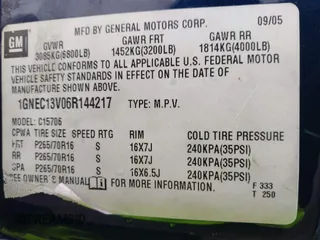 GM
MFD BY GENERAL MOTORS CORP. 09/05
GVWR GAWR FRT GAWR RR
3085KG(6800LB) 1452KG(3200LB) 1814KG(4000LB)
THIS VEHICLE CONFORMS TO ALL APPLICABLE U.S. FEDERAL MOTOR
VEHICLE SAFETY STANDARDS IN EFFECT ON THE DATE OF
MANUFACTURE SHOWN ABOVE.
1GNEC13V06R144217 TYPE: M.P.V.
MODEL: C15706
CPWA TIRE SIZE SPEED RTG RIM COLD TIRE PRESSURE
FRT P265/70R16 S 16X7J 240KPA(35PSI)
RR P265/70R16 S 16X7J 240KPA(35PSI)
SPA P265/70R16 S 16X6.5J 240KPA(35PSI)
SEE OWNER'S MANUAL FOR ADDITIONAL INFORMATION. F 333
T 250